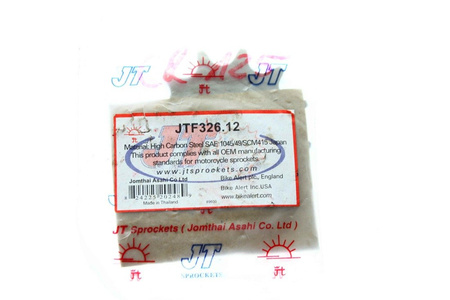 JT
JT
JTF326.12
Material: High Carbon Steel SAE: 1045/49/SCM415 Japan
This product complies with all OEM manufacturing
standards for motorcycle sprockets.
www.jtsprockets.com
Jomthai Asahi Co Ltd
Bike Alert plc, England
Bike Alert Inc. USA
Made in Thailand
www.bikealert.com
JT Sprockets ( Jomthai Asahi Co. Ltd )
JT
SPROCKETS